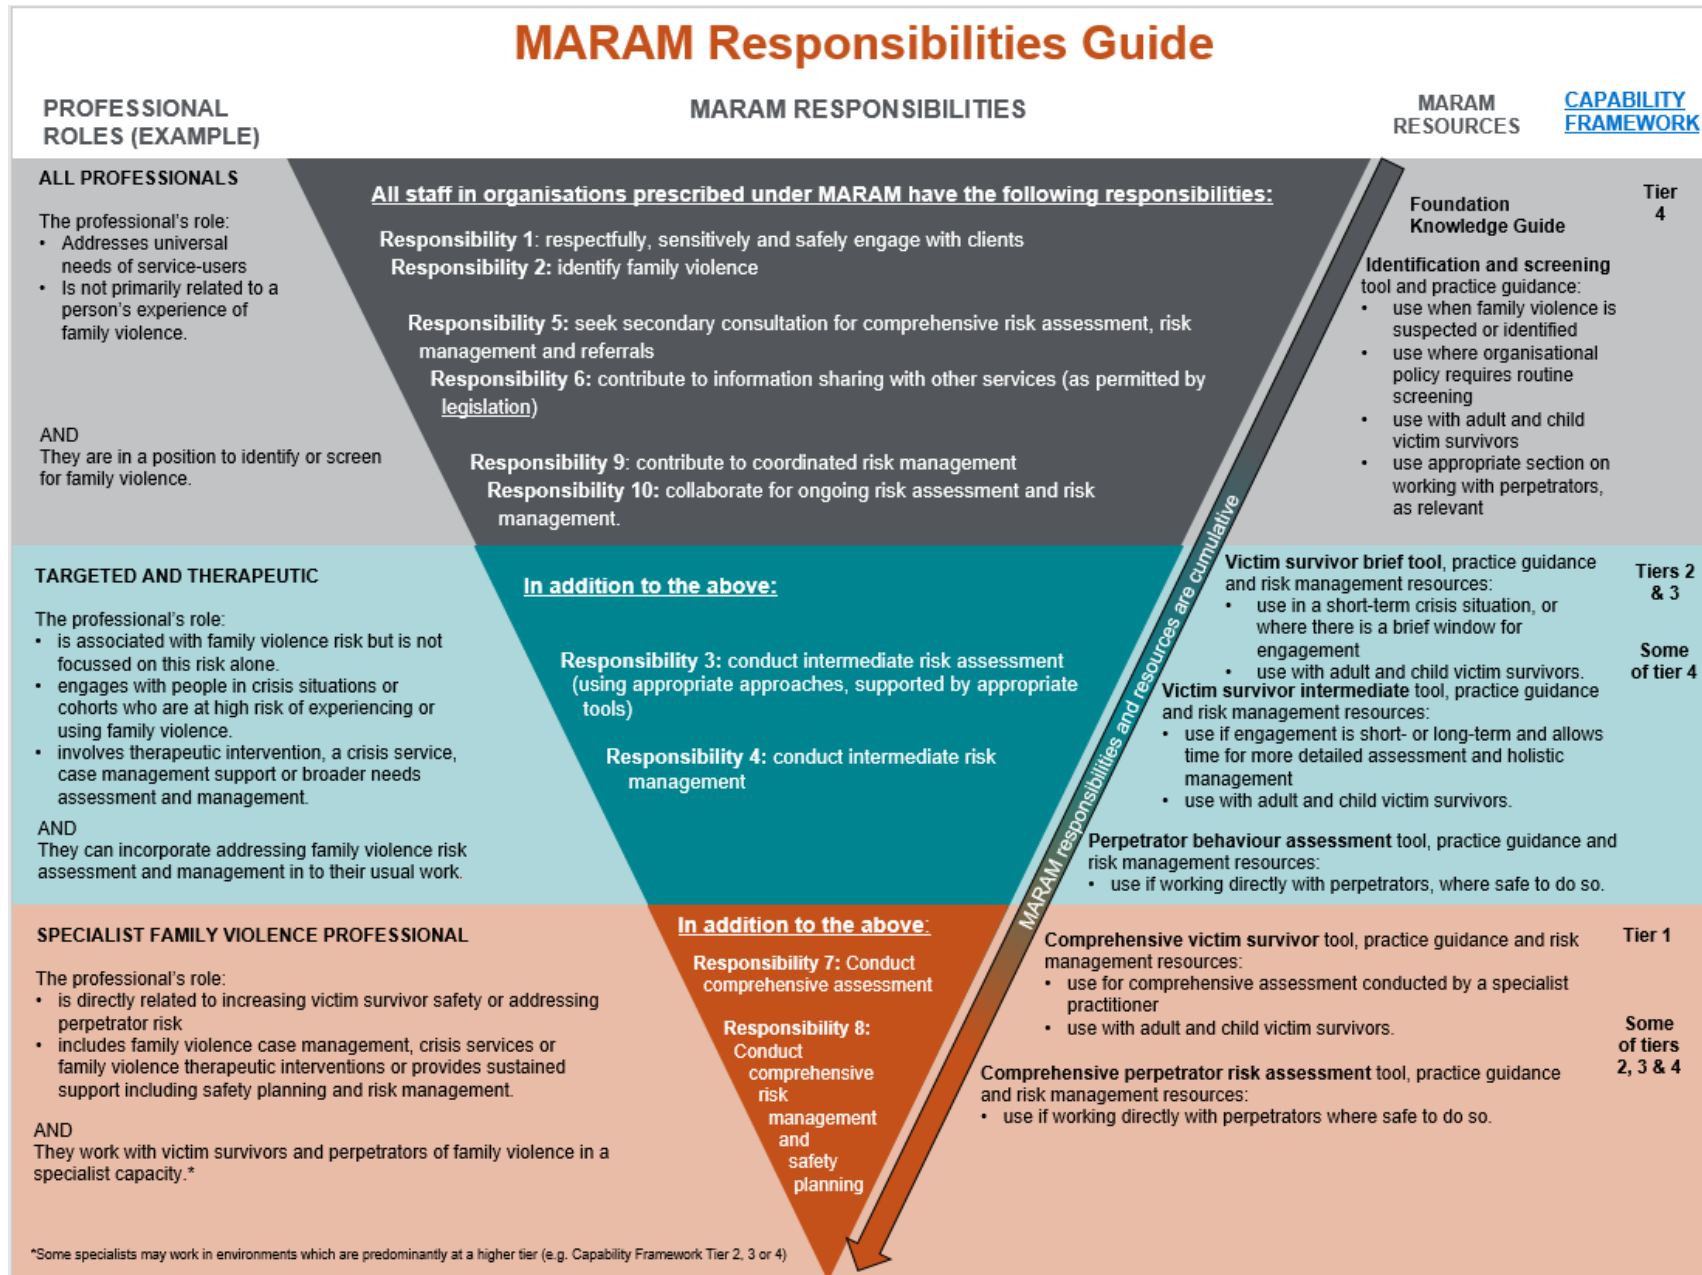 MARAM Responsibilities Guide
PROFESSIONAL
ROLES (EXAMPLE)
MARAM RESPONSIBILITIES
MARAM
RESOURCES
CAPABILITY
FRAMEWORK
ALL PROFESSIONALS
The professional's role:
• Addresses universal
needs of service-users
• Is not primarily related to a
person's experience of
family violence.
AND
They are in a position to identify or screen
for family violence.
All staff in organisations prescribed under MARAM have the following responsibilities:
Responsibility 1: respectfully, sensitively and safely engage with clients
Responsibility 2: identify family violence
Responsibility 5: seek secondary consultation for comprehensive risk assessment, risk
management and referrals
Responsibility 6: contribute to information sharing with other services (as permitted by
legislation)
Responsibility 9: contribute to coordinated risk management
Responsibility 10: collaborate for ongoing risk assessment and risk
management.
MARAM responsibilities and resources are cumulative
Foundation
Knowledge Guide
Identification and screening
tool and practice guidance:
• use when family violence is
suspected or identified
• use where organisational
policy requires routine
screening
• use with adult and child
victim survivors
• use appropriate section on
working with perpetrators,
as relevant
Tier
4
TARGETED AND THERAPEUTIC
The professional's role:
• is associated with family violence risk but is not
focussed on this risk alone.
• engages with people in crisis situations or
cohorts who are at high risk of experiencing or
using family violence.
• involves therapeutic intervention, a crisis service,
case management support or broader needs
assessment and management.
AND
They can incorporate addressing family violence risk
assessment and management in to their usual work.
In addition to the above:
Responsibility 3: conduct intermediate risk assessment
(using appropriate approaches, supported by appropriate
tools)
Responsibility 4: conduct intermediate risk
management
Victim survivor brief tool, practice guidance
and risk management resources:
• use in a short-term crisis situation, or
where there is a brief window for
engagement
• use with adult and child victim survivors.
Victim survivor intermediate tool, practice guidance
and risk management resources:
• use if engagement is short- or long-term and allows
time for more detailed assessment and holistic
management
• use with adult and child victim survivors.
Perpetrator behaviour assessment tool, practice guidance and
risk management resources:
• use if working directly with perpetrators, where safe to do so.
Tiers 2
& 3
Some
of tier 4
SPECIALIST FAMILY VIOLENCE PROFESSIONAL
The professional's role:
• is directly related to increasing victim survivor safety or addressing
perpetrator risk
• includes family violence case management, crisis services or
family violence therapeutic interventions or provides sustained
support including safety planning and risk management.
AND
They work with victim survivors and perpetrators of family violence in a
specialist capacity.*
In addition to the above:
Responsibility 7: Conduct
comprehensive assessment
Responsibility 8:
Conduct
comprehensive
risk
management
and
safety
planning
Comprehensive victim survivor tool, practice guidance and risk
management resources:
• use for comprehensive assessment conducted by a specialist
practitioner
• use with adult and child victim survivors.
Comprehensive perpetrator risk assessment tool, practice guidance
and risk management resources:
• use if working directly with perpetrators where safe to do so.
Tier 1
Some
of tiers
2, 3 & 4
*Some specialists may work in environments which are predominantly at a higher tier (e.g. Capability Framework Tier 2, 3 or 4)